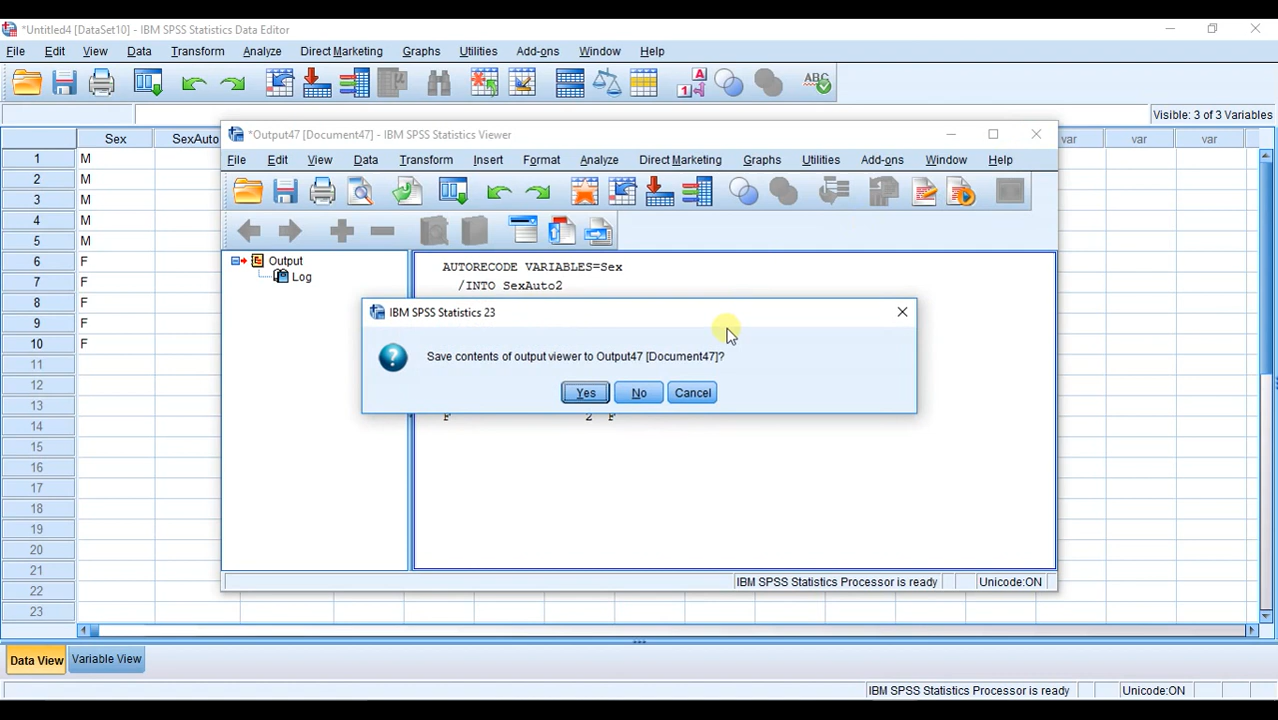 *Untitled4 [DataSet10] - IBM SPSS Statistics Data Editor
File Edit View Data Transform Analyze Direct Marketing Graphs Utilities Add-ons Window Help
Visible: 3 of 3 Variables
Sex SexAuto var var var
*Output47 [Document47] - IBM SPSS Statistics Viewer
File Edit View Data Transform Insert Format Analyze Direct Marketing Graphs Utilities Add-ons Window Help
1 M
2 M
3 M
4 M
5 M
6 F
7 F
8 F
9 F
10 F
11
12
13
14
15
16
17
18
19
20
21
22
23
Output
Log
AUTORECODE VARIABLES=Sex
/INTO SexAuto2
IBM SPSS Statistics 23
Save contents of output viewer to Output47 [Document47]?
Yes No Cancel
F 2 F
IBM SPSS Statistics Processor is ready Unicode:ON
Data View Variable View
IBM SPSS Statistics Processor is ready Unicode:ON